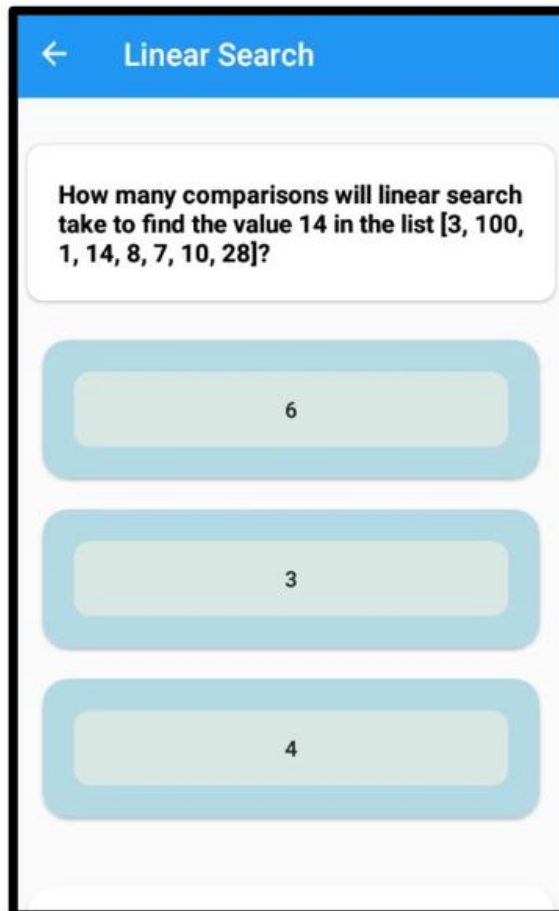 Linear Search
How many comparisons will linear search
take to find the value 14 in the list [3, 100,
1, 14, 8, 7, 10, 28]?
6
3
4